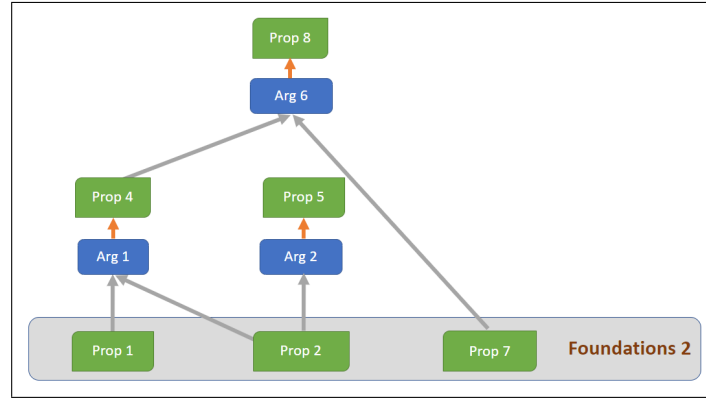 Prop 8
Arg 6
Prop 4
Prop 5
Arg 1
Arg 2
Prop 1
Prop 2
Prop 7
Foundations 2